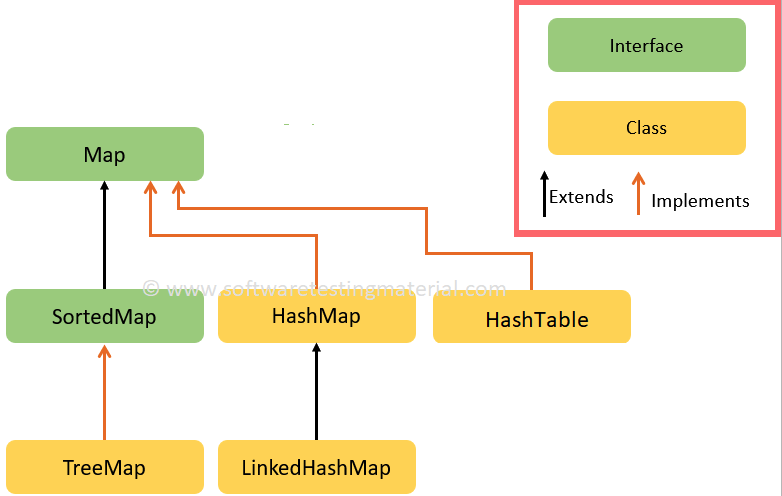 Interface
Class
Extends
Implements
Map
© www.softwaretestingmaterial.com
SortedMap
HashMap
HashTable
TreeMap
LinkedHashMap